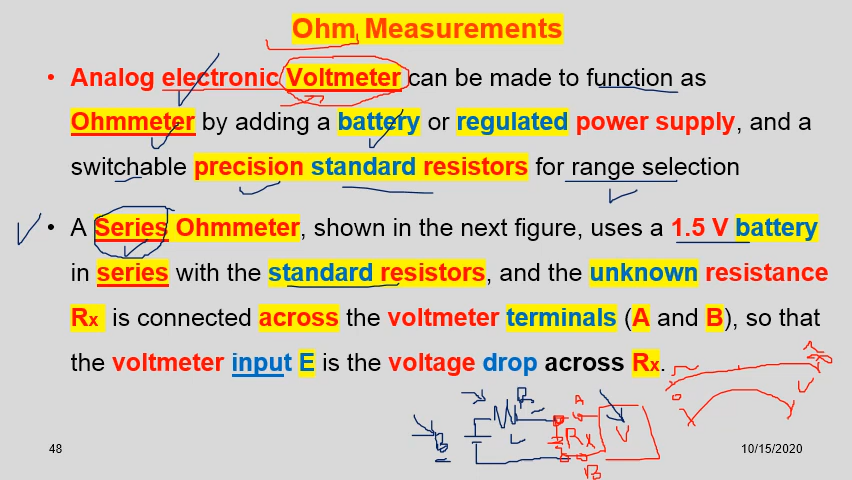 Ohm Measurements
• Analog electronic Voltmeter can be made to function as
Ohmmeter by adding a battery or regulated power supply, and a
switchable precision standard resistors for range selection
• A Series Ohmmeter, shown in the next figure, uses a 1.5 V battery
in series with the standard resistors, and the unknown resistance
Rx is connected across the voltmeter terminals (A and B), so that
the voltmeter input E is the voltage drop across Rx.
R
A
B
Rx
V
B
48
10/15/2020